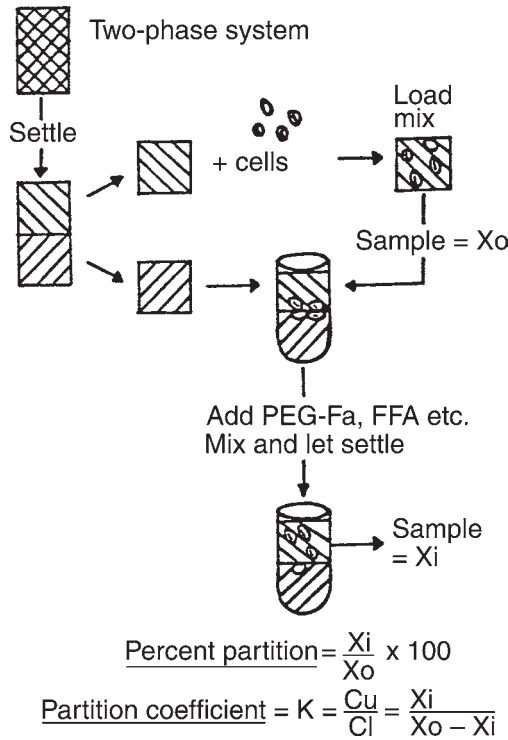 Two-phase system
Settle
+ cells
Load
mix
Sample = Xo
Add PEG-Fa, FFA etc.
Mix and let settle
Sample
= Xi
Percent partition = Xi/Xo x 100
Partition coefficient = K = Cu/Cl = Xi/Xo – Xi